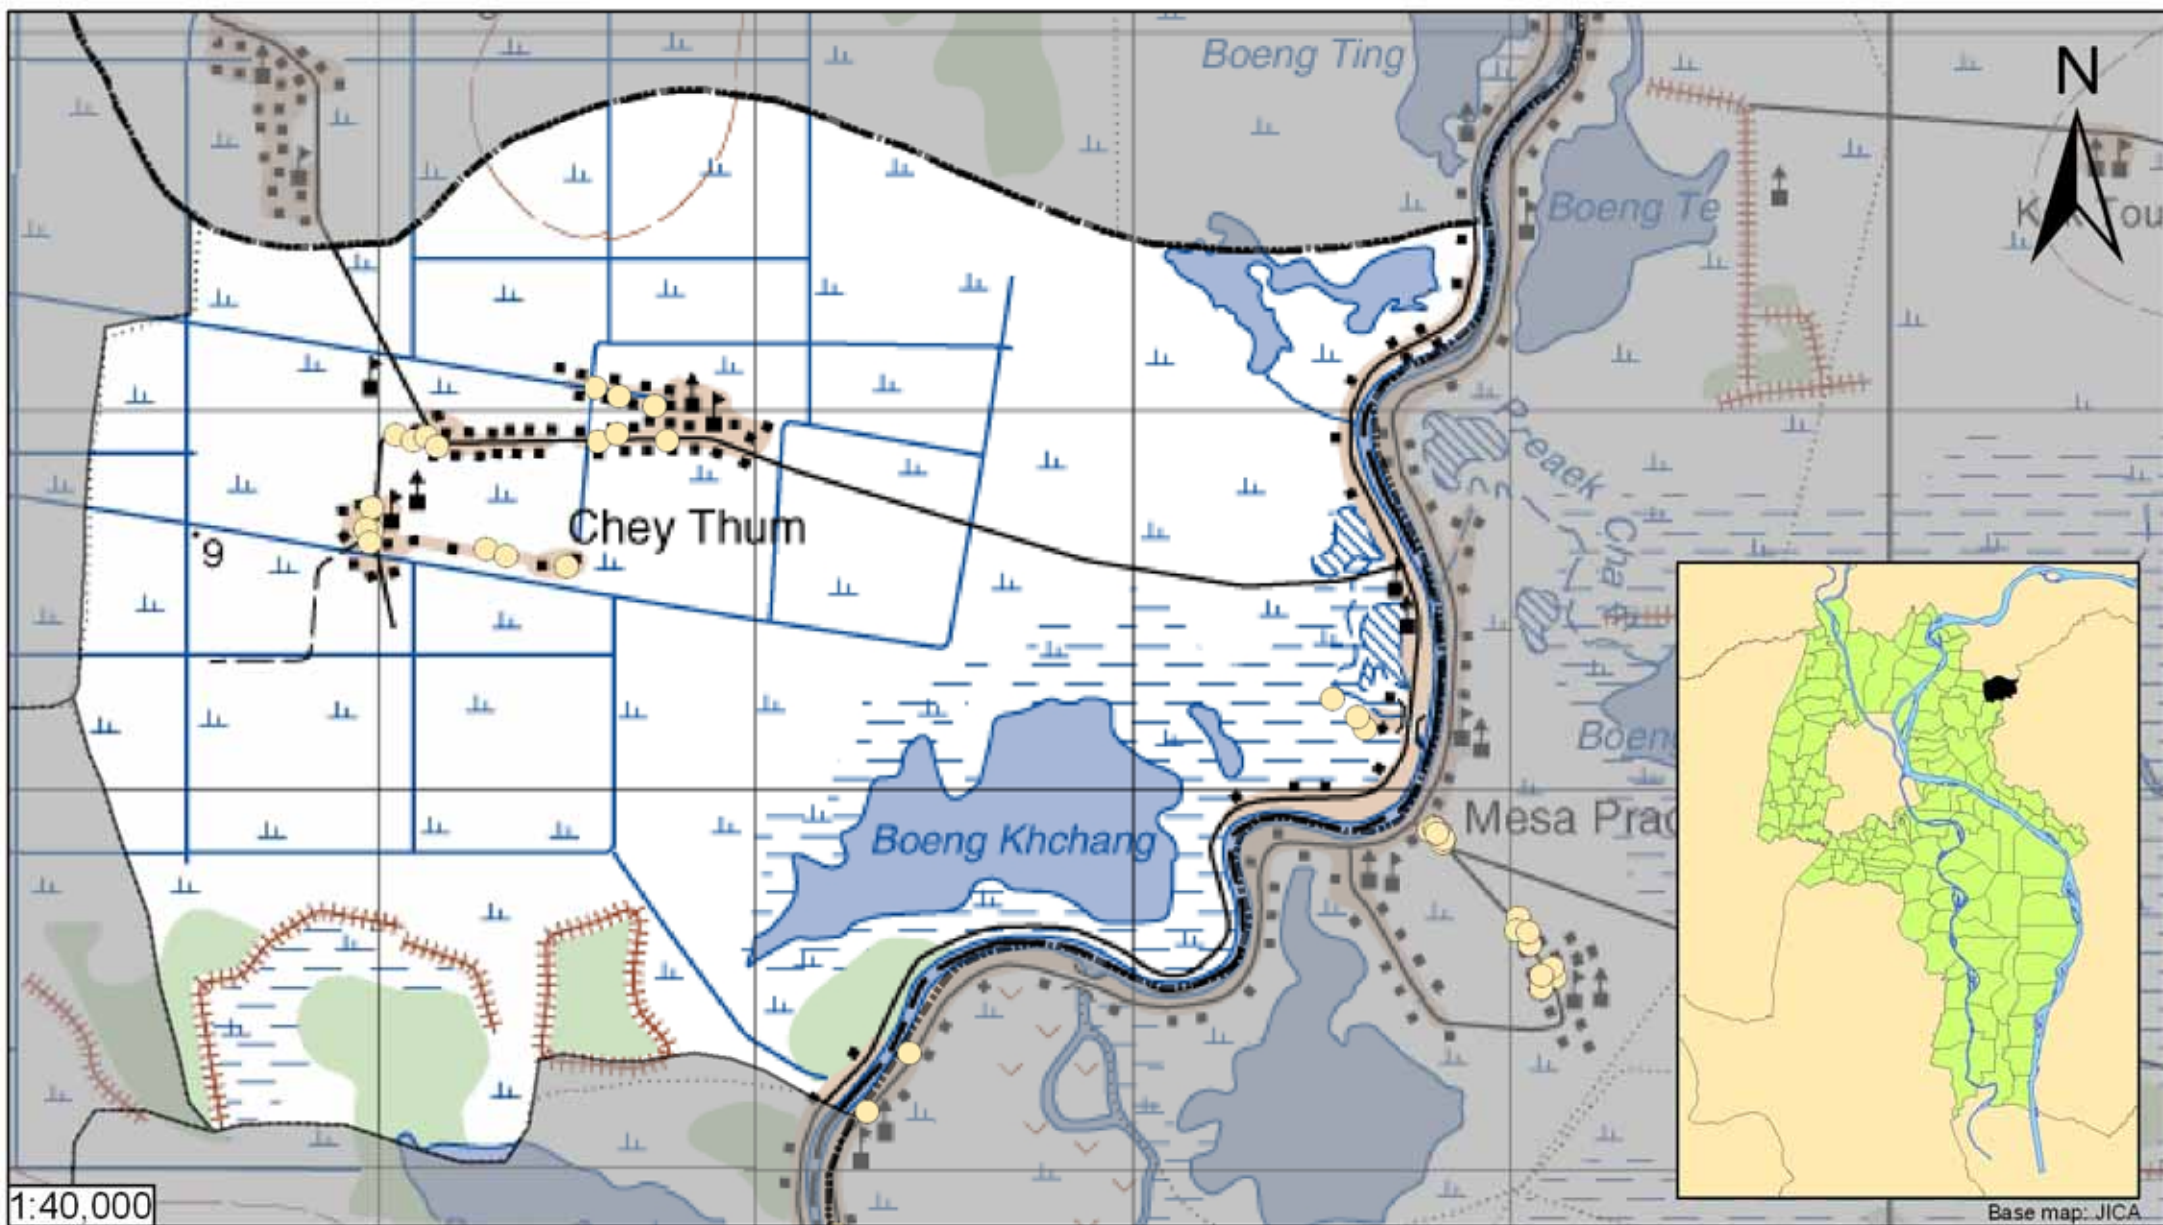 Boeng Ting
N
Boeng Te
Preaek
Chey Thum
9
Cha
Boeng
Mesa Prac
Boeng Khchang
1:40,000
Base map: JICA